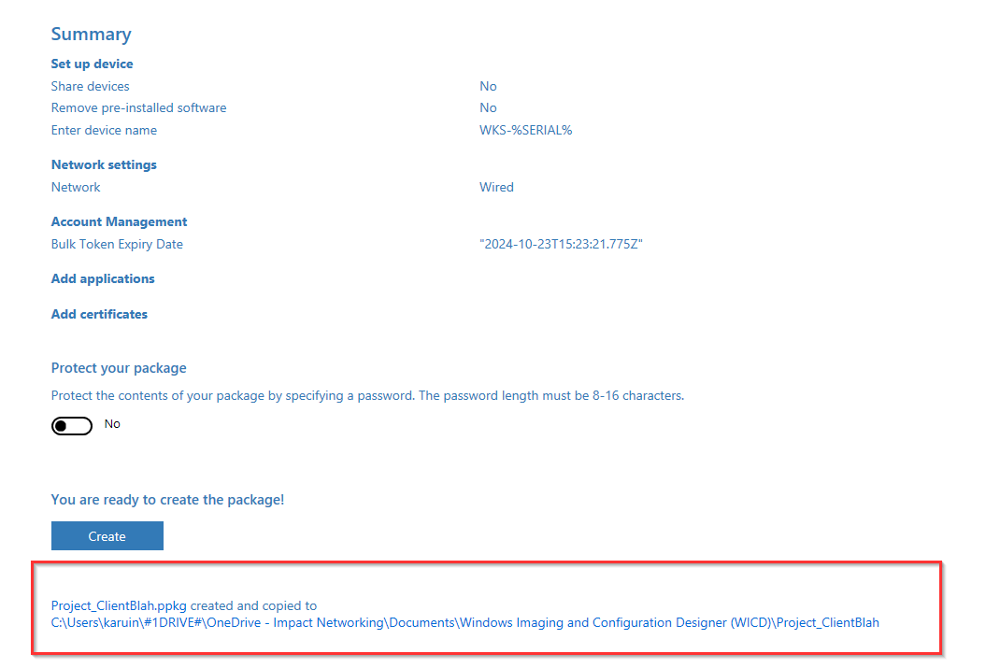 Summary
Set up device
Share devices No
Remove pre-installed software No
Enter device name WKS-%SERIAL%
Network settings
Network Wired
Account Management
Bulk Token Expiry Date "2024-10-23T15:23:21.775Z"
Add applications
Add certificates
Protect your package
Protect the contents of your package by specifying a password. The password length must be 8-16 characters.
No
You are ready to create the package!
Create
Project_ClientBlah.ppkg created and copied to
C:\Users\karuin\#1DRIVE#\OneDrive - Impact Networking\Documents\Windows Imaging and Configuration Designer (WICD)\Project_ClientBlah